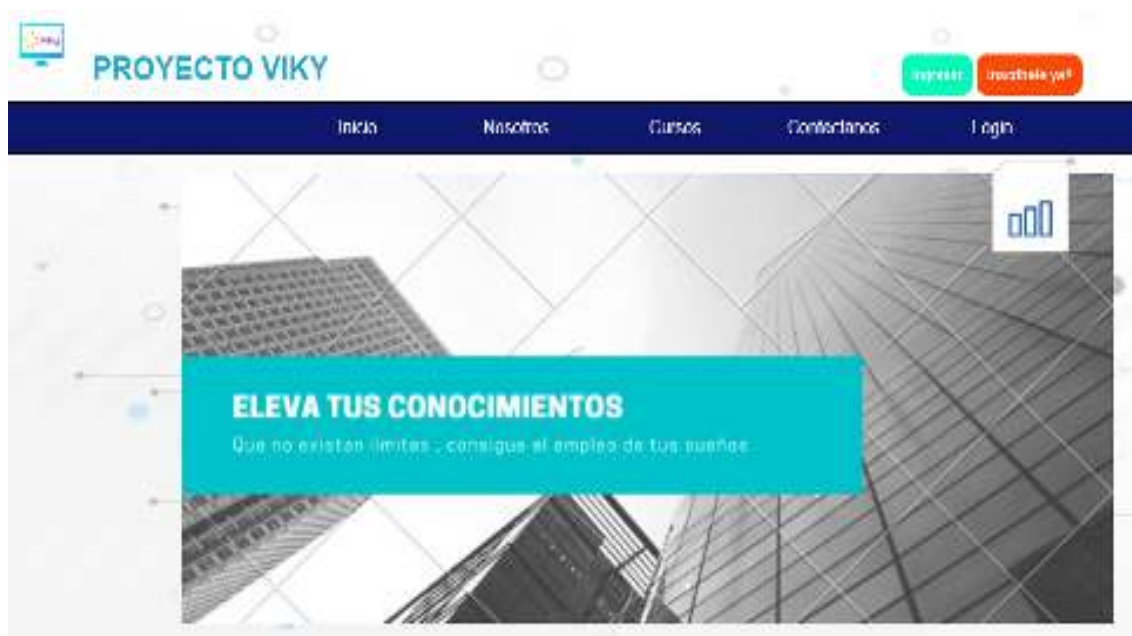 PROYECTO VIKY
Ingresar
Inscríbete ya!!
Inicio
Nosotros
Cursos
Contactanos
Login
ELEVA TUS CONOCIMIENTOS
Que no existan limites , consigue el empleo de tus sueños